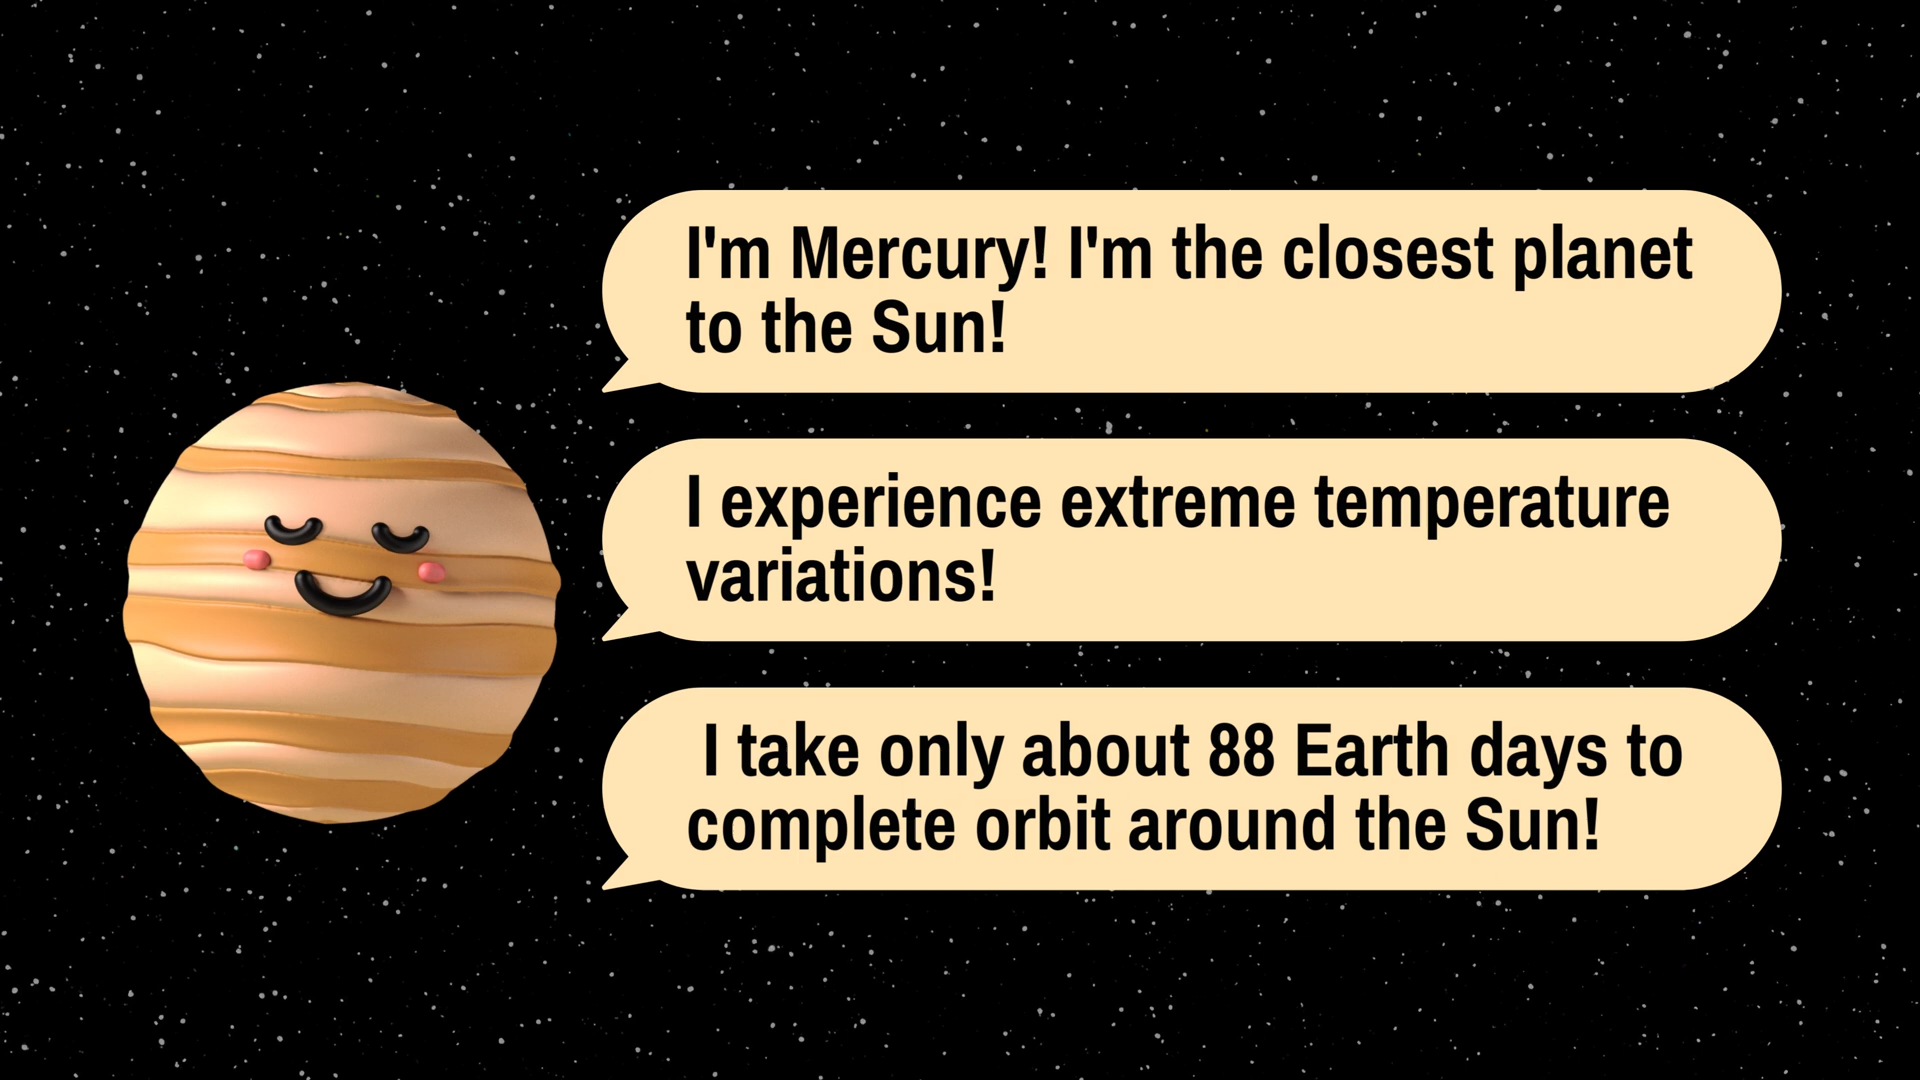 I'm Mercury! I'm the closest planet
to the Sun!
I experience extreme temperature
variations!
I take only about 88 Earth days to
complete orbit around the Sun!